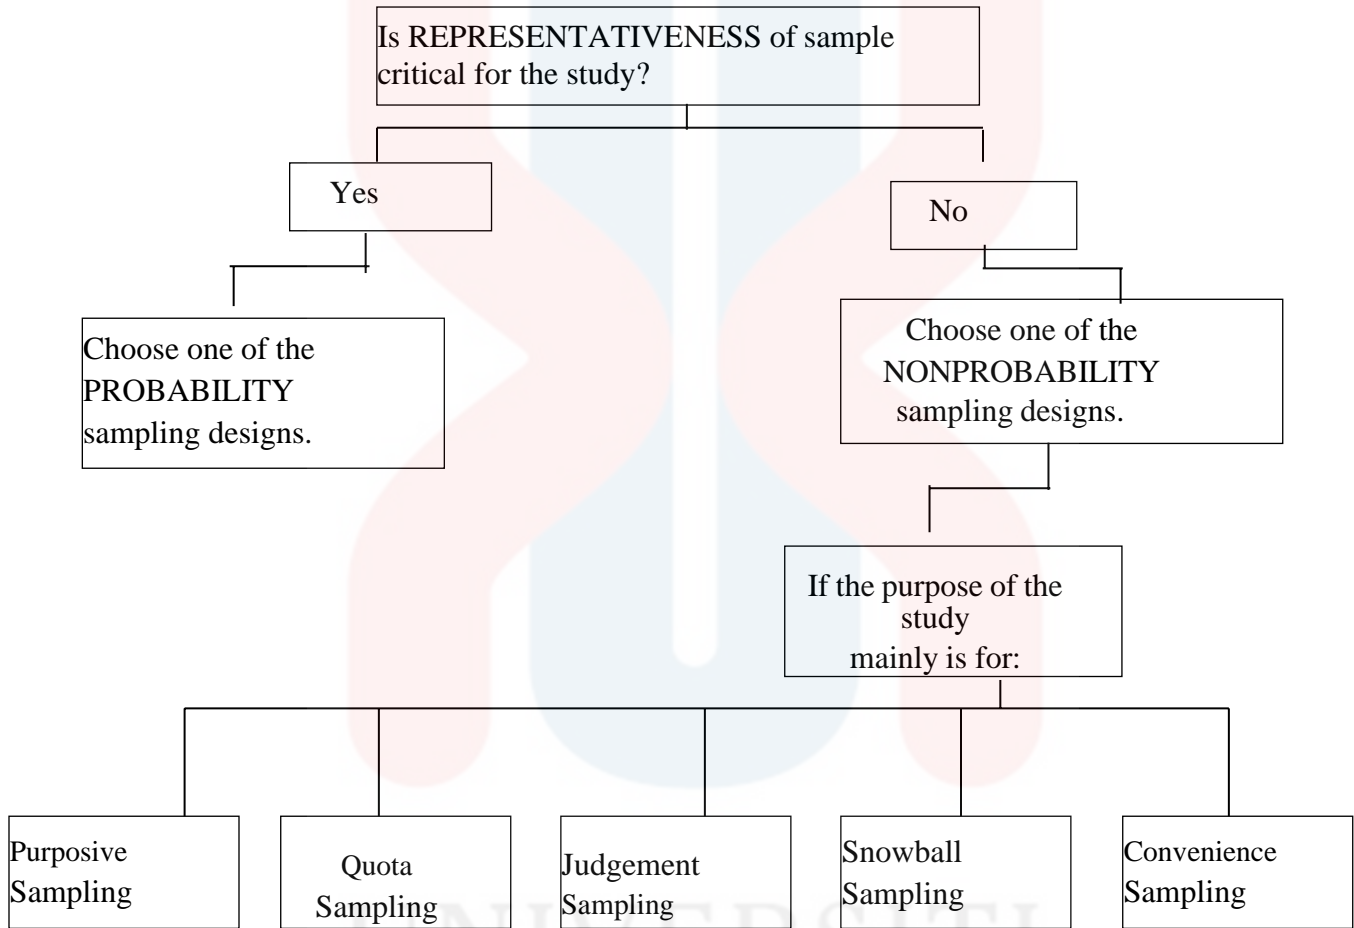 Is REPRESENTATIVENESS of sample
critical for the study?
Yes
No
Choose one of the
PROBABILITY
sampling designs.
Choose one of the
NONPROBABILITY
sampling designs.
If the purpose of the
study
mainly is for:
Purposive
Sampling
Quota
Sampling
Judgement
Sampling
Snowball
Sampling
Convenience
Sampling
UNIVERSITI